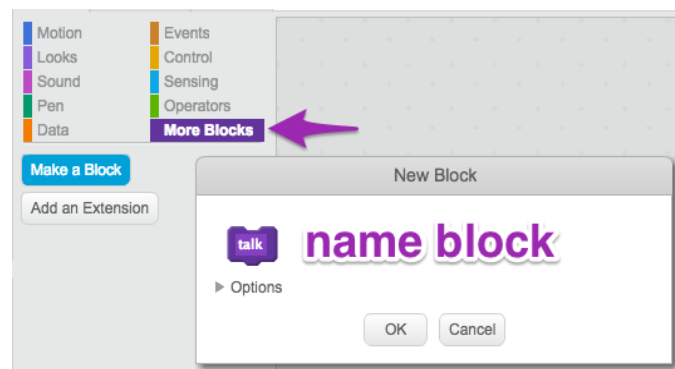 Motion
Events
Looks
Control
Sound
Sensing
Pen
Operators
Data
More Blocks
Make a Block
Add an Extension
New Block
talk
name block
Options
OK
Cancel